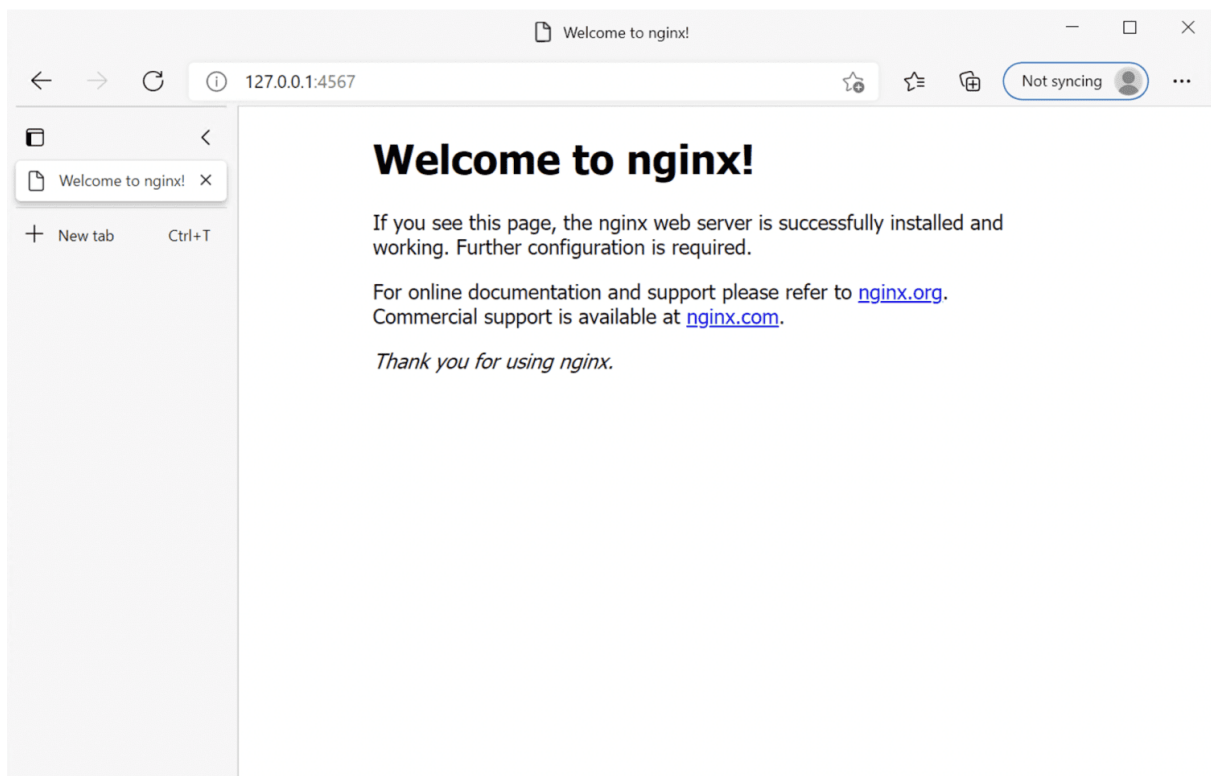 Welcome to nginx!
127.0.0.1:4567
Not syncing
Welcome to nginx!
New tab Ctrl+T
Welcome to nginx!
If you see this page, the nginx web server is successfully installed and
working. Further configuration is required.
For online documentation and support please refer to nginx.org.
Commercial support is available at nginx.com.
Thank you for using nginx.